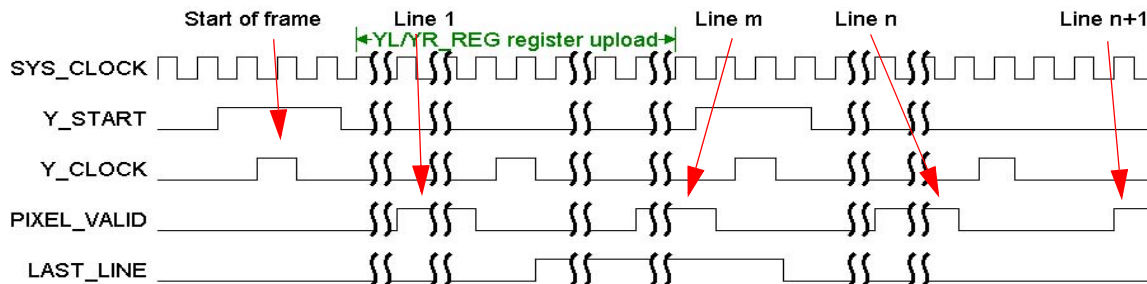 Start of frame
Line 1
Line m
Line n
Line n+1
YL/YR_REG register upload
SYS_CLOCK
Y_START
Y_CLOCK
PIXEL_VALID
LAST_LINE